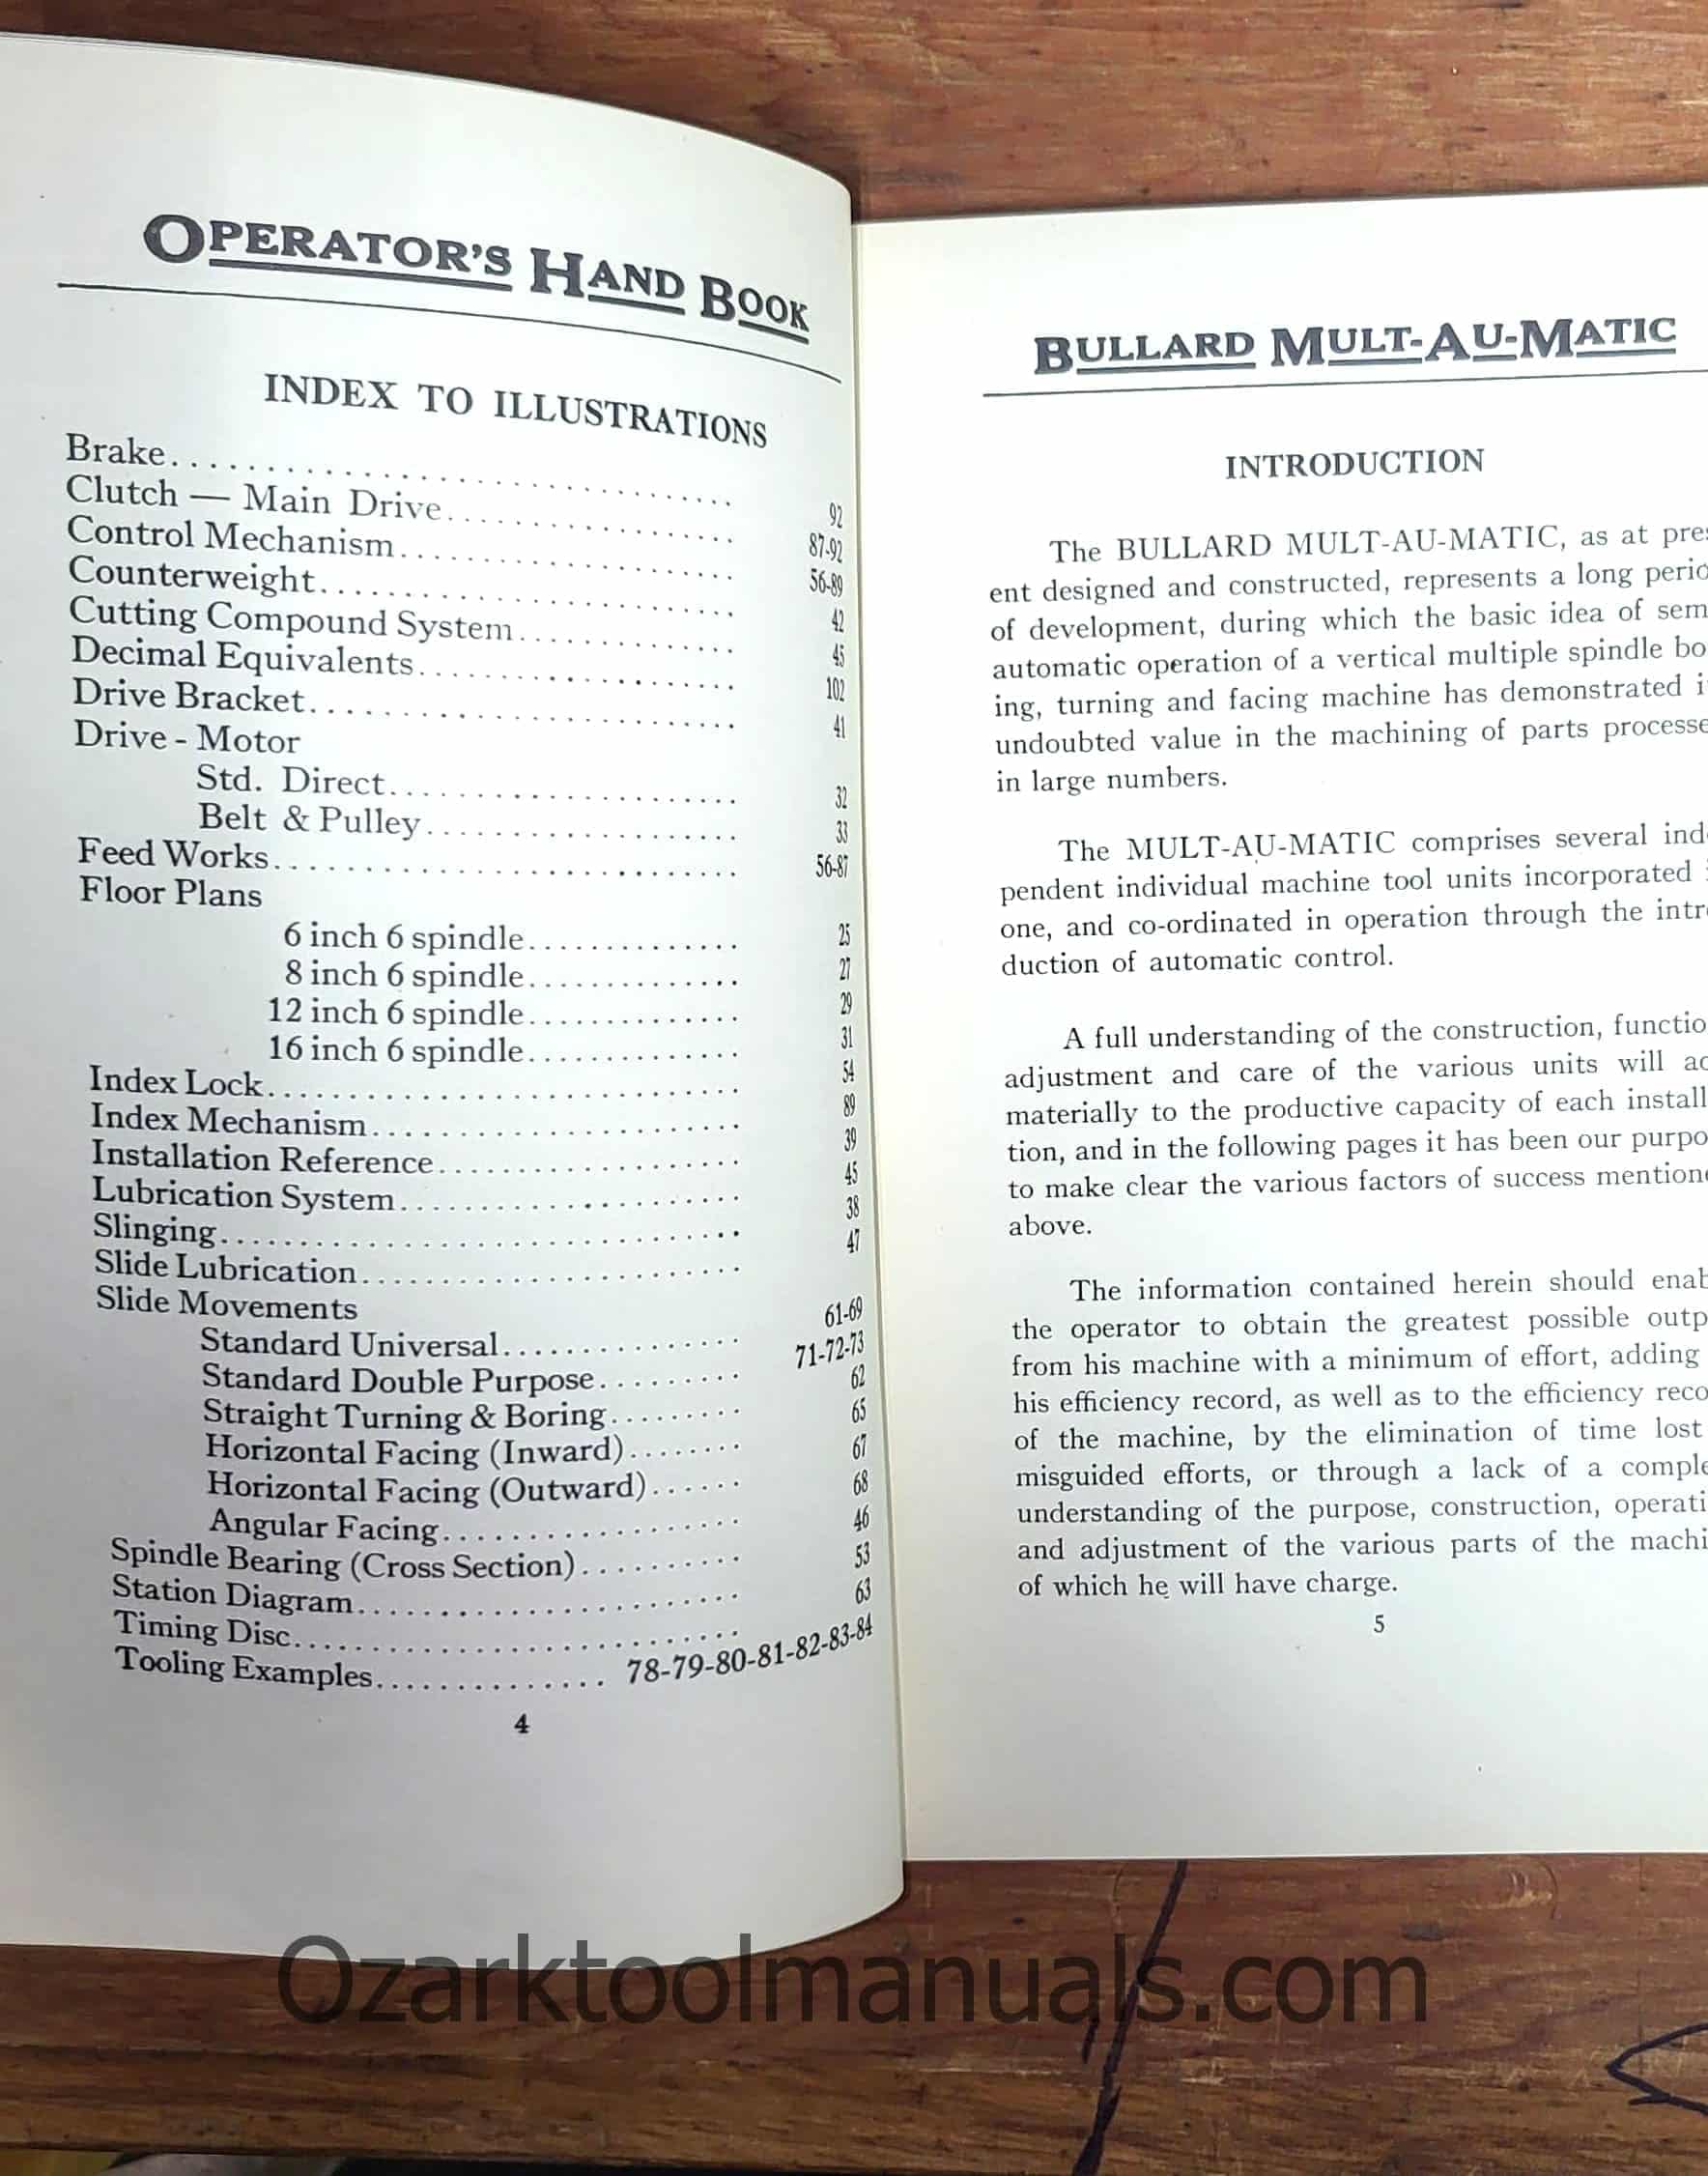 OPERATOR'S HAND BOOK
INDEX TO ILLUSTRATIONS
Brake.............................. 92
Clutch — Main Drive................. 87-92
Control Mechanism.................. 56-89
Counterweight...................... 42
Cutting Compound System............ 45
Decimal Equivalents................ 102
Drive Bracket...................... 41
Drive - Motor
Std. Direct................... 32
Belt & Pulley................. 33
Feed Works......................... 56-87
Floor Plans
6 inch 6 spindle.............. 25
8 inch 6 spindle.............. 27
12 inch 6 spindle.............. 29
16 inch 6 spindle.............. 31
Index Lock......................... 54
Index Mechanism.................... 89
Installation Reference............. 39
Lubrication System................. 45
Slinging........................... 38
Slide Lubrication.................. 47
Slide Movements
Standard Universal............ 61-69
Standard Double Purpose....... 71-72-73
Straight Turning & Boring...... 62
Horizontal Facing (Inward)..... 65
Horizontal Facing (Outward).... 67
Angular Facing................ 68
Spindle Bearing (Cross Section)..... 46
Station Diagram.................... 53
Timing Disc........................ 63
Tooling Examples.............. 78-79-80-81-82-83-84
4
BULLARD MULT-AU-MATIC
INTRODUCTION
The BULLARD MULT-AU-MATIC, as at pres
ent designed and constructed, represents a long perio
of development, during which the basic idea of sem
automatic operation of a vertical multiple spindle bo
ing, turning and facing machine has demonstrated i
undoubted value in the machining of parts processe
in large numbers.
The MULT-AU-MATIC comprises several ind
pendent individual machine tool units incorporated
one, and co-ordinated in operation through the intr
duction of automatic control.
A full understanding of the construction, functio
adjustment and care of the various units will ad
materially to the productive capacity of each install
tion, and in the following pages it has been our purpo
to make clear the various factors of success mention
above.
The information contained herein should enab
the operator to obtain the greatest possible outp
from his machine with a minimum of effort, adding
his efficiency record, as well as to the efficiency reco
of the machine, by the elimination of time lost
misguided efforts, or through a lack of a comple
understanding of the purpose, construction, operati
and adjustment of the various parts of the machi
of which he will have charge.
5
Ozarktoolmanuals.com